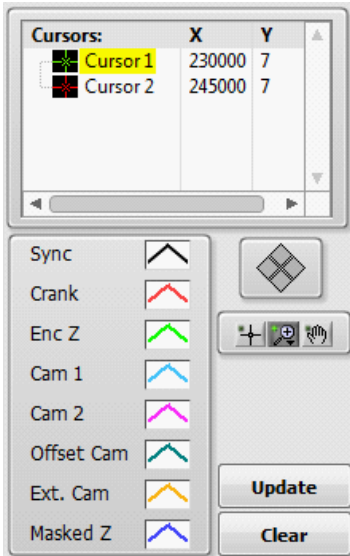 Cursors: X Y
Cursor 1 230000 7
Cursor 2 245000 7
Sync
Crank
Enc Z
Cam 1
Cam 2
Offset Cam
Ext. Cam
Masked Z
Update
Clear